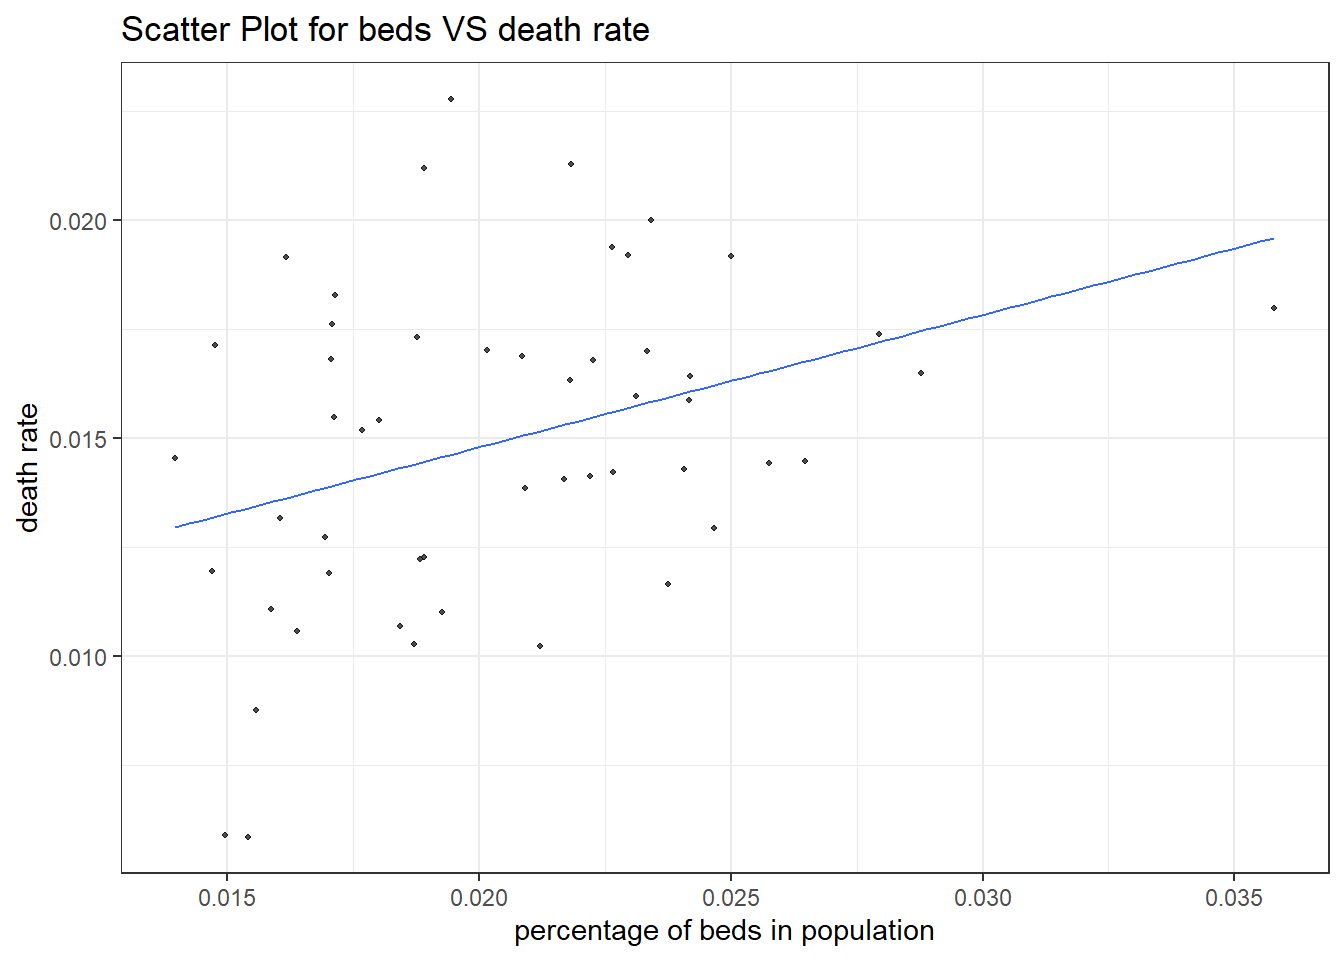 Scatter Plot for beds VS death rate
0.020
0.015
0.010
death rate
0.015 0.020 0.025 0.030 0.035
percentage of beds in population